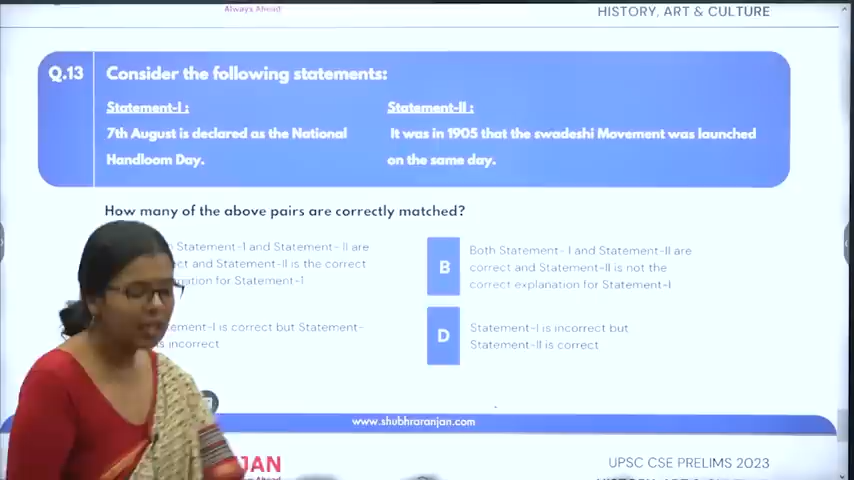 Always Ahead
HISTORY, ART & CULTURE
Q.13
Consider the following statements:
Statement-I :
7th August is declared as the National
Handloom Day.
Statement-II :
It was in 1905 that the swadeshi Movement was launched
on the same day.
How many of the above pairs are correctly matched?
Statement-1 and Statement- II are
and Statement-II is the correct
for Statement-1
B
Both Statement- I and Statement-II are
correct and Statement-II is not the
correct explanation for Statement-I
-I is correct but Statement-
is incorrect
D
Statement-I is incorrect but
Statement-II is correct
www.shubhraranjan.com
JAN
UPSC CSE PRELIMS 2023